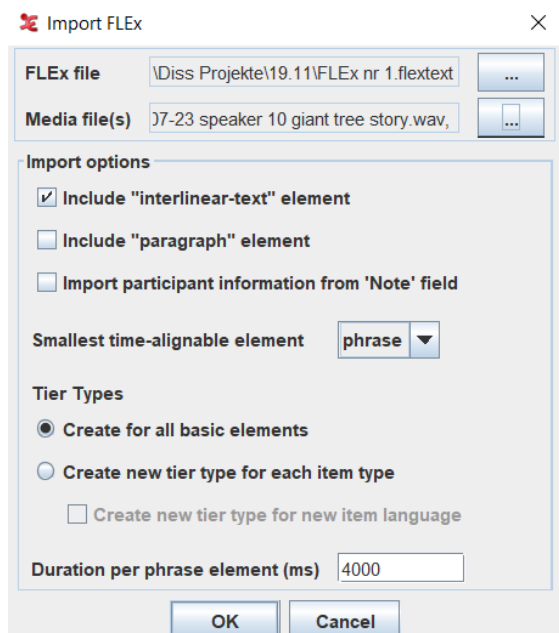 Import FLEx
FLEx file \Diss Projekte\19.11\FLEx nr 1.flextext ...
Media file(s) 07-23 speaker 10 giant tree story.wav, ...
Import options
Include "interlinear-text" element
Include "paragraph" element
Import participant information from 'Note' field
Smallest time-alignable element phrase
Tier Types
Create for all basic elements
Create new tier type for each item type
Create new tier type for new item language
Duration per phrase element (ms) 4000
OK Cancel